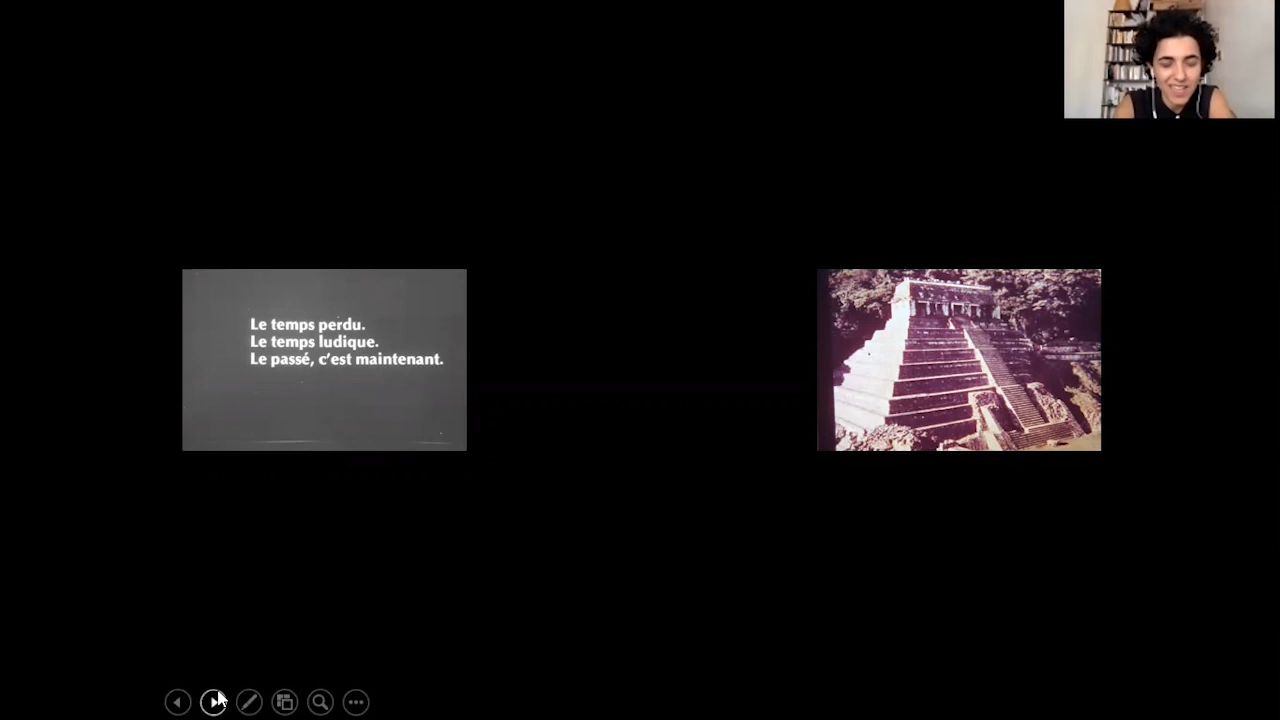 Le temps perdu.
Le temps ludique.
Le passé, c'est maintenant.